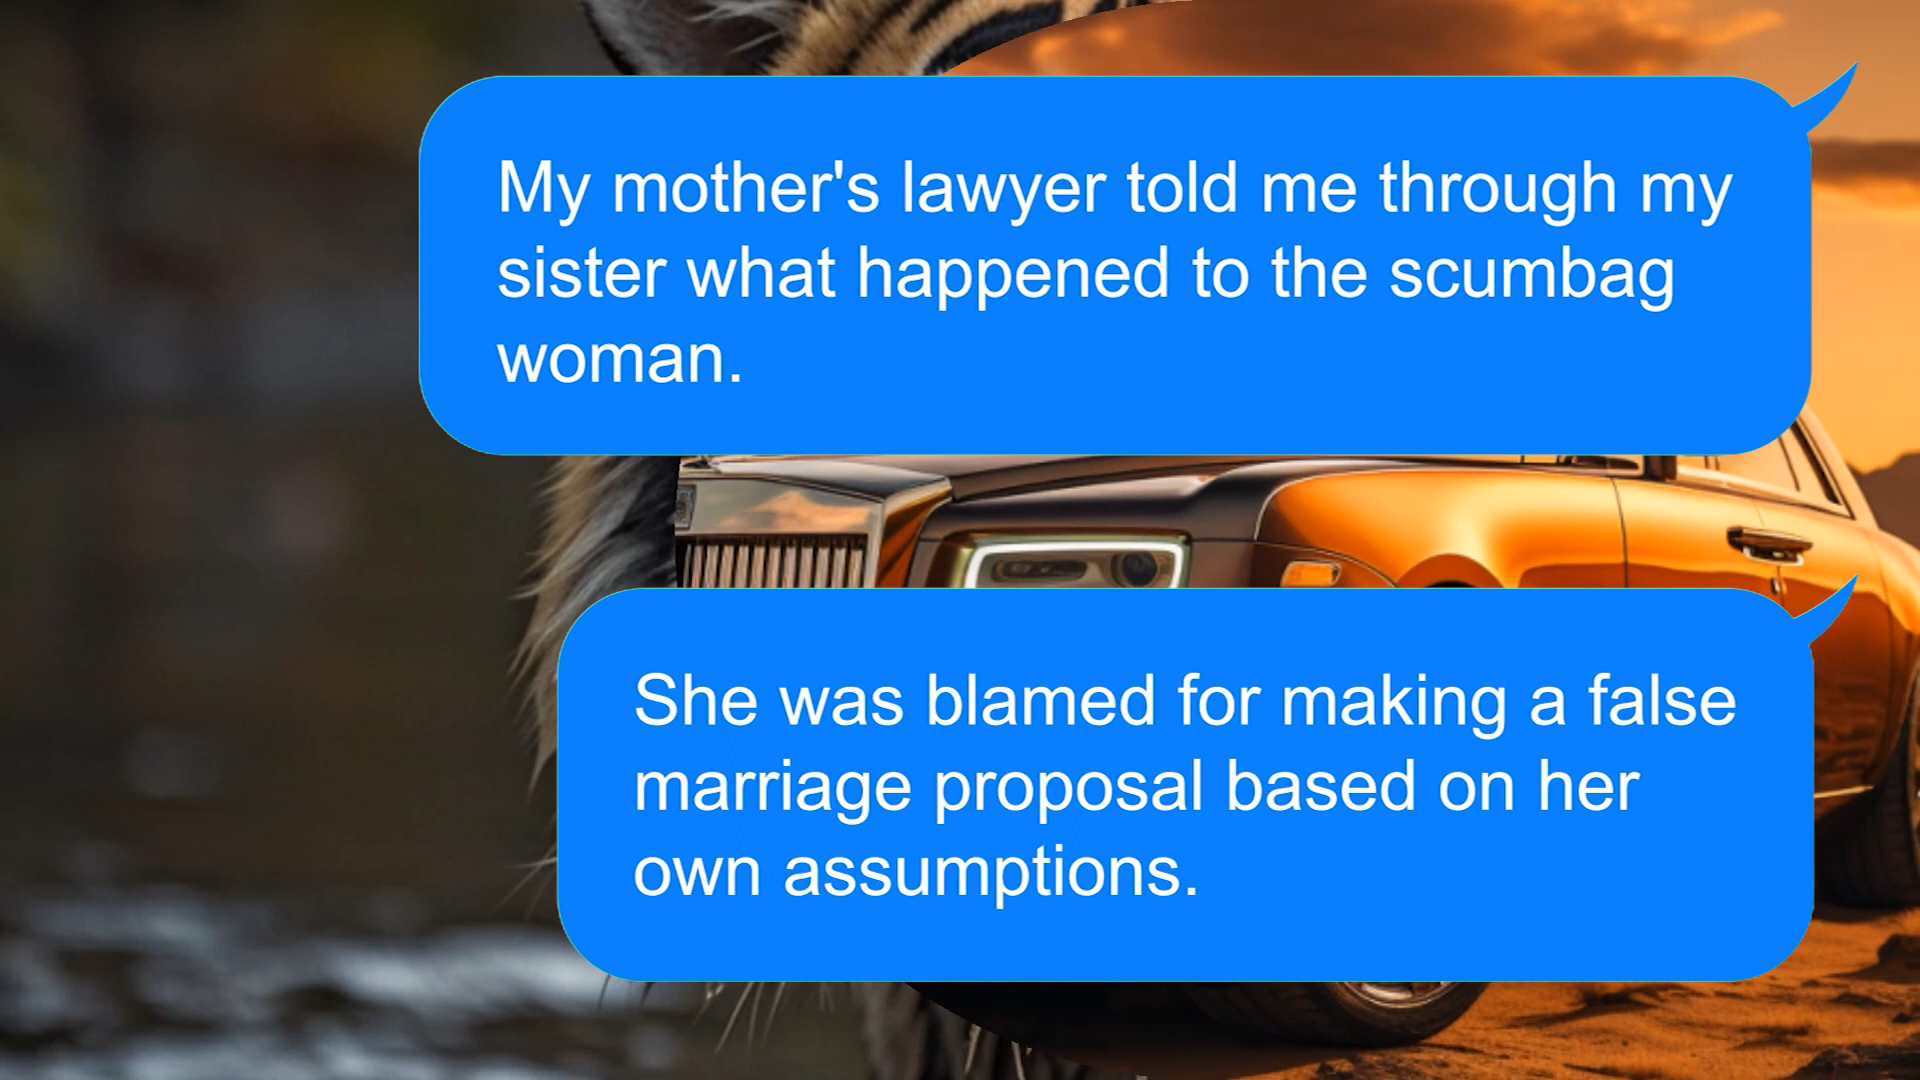 My mother's lawyer told me through my
sister what happened to the scumbag
woman.
She was blamed for making a false
marriage proposal based on her
own assumptions.